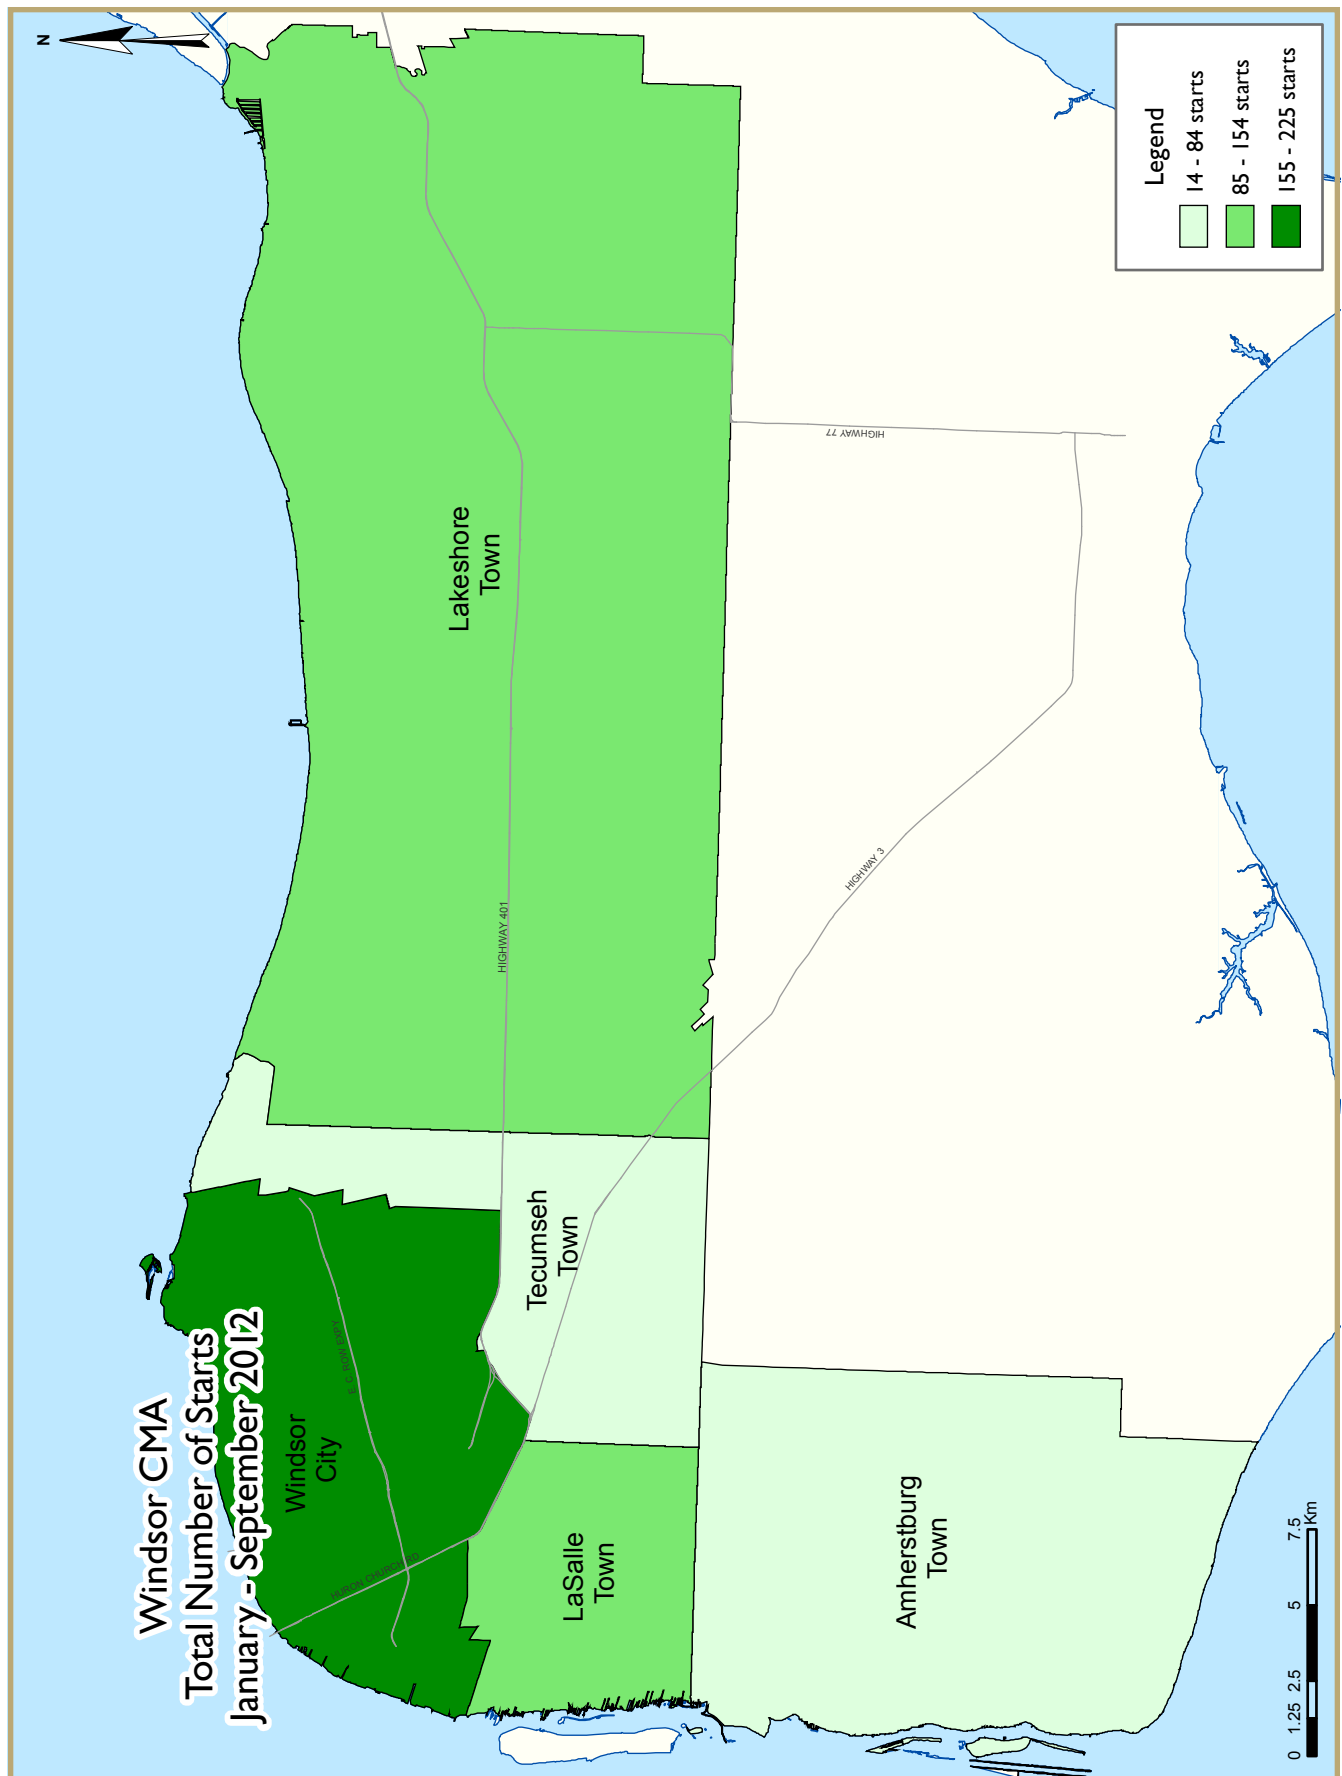 Windsor CMA
Total Number of Starts
January - September 2012
N
Windsor
City
E.C. ROW EXPY
HURON CHURCH RD
LaSalle
Town
Tecumseh
Town
Amherstburg
Town
Lakeshore
Town
HIGHWAY 401
HIGHWAY 3
HIGHWAY 77
Legend
14 - 84 starts
85 - 154 starts
155 - 225 starts
0 1.25 2.5 5 7.5
Km